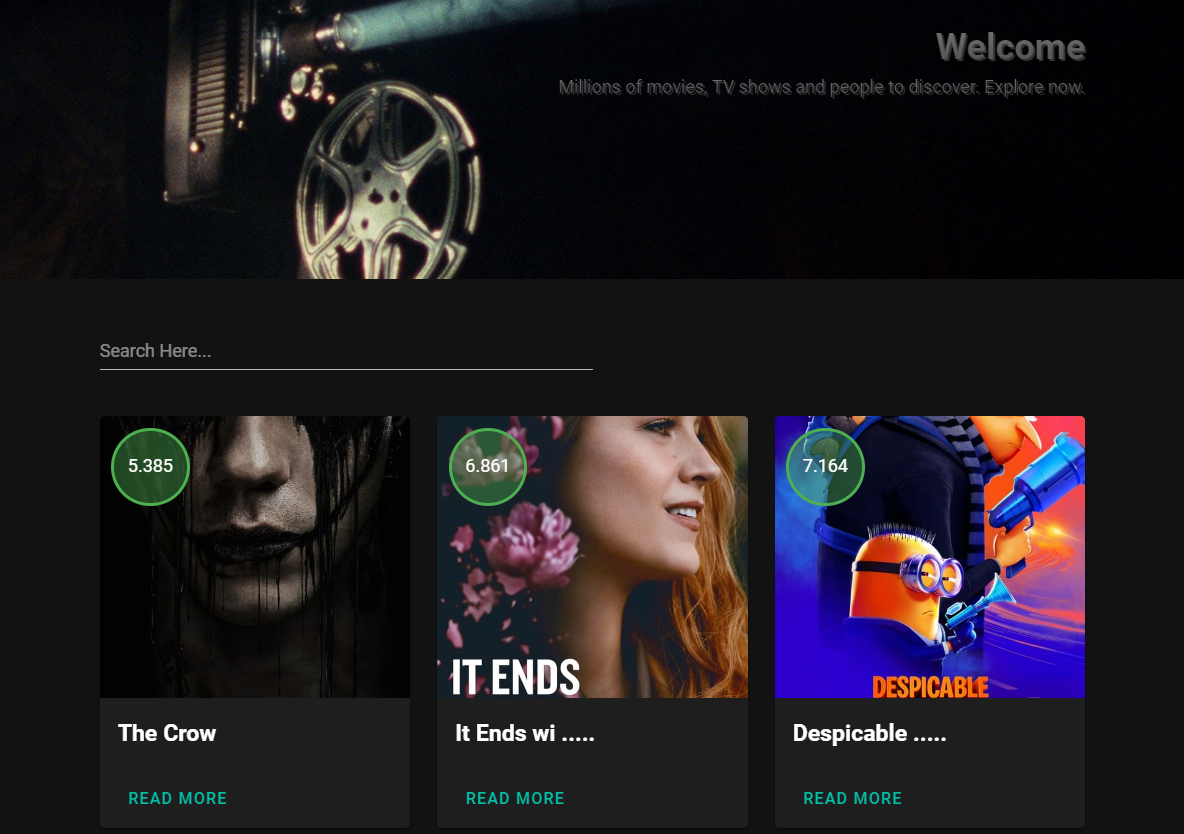 Welcome
Millions of movies, TV shows and people to discover. Explore now.
Search Here...
5.385
6.861
7.164
IT ENDS
DESPICABLE
The Crow
It Ends wi .....
Despicable .....
READ MORE
READ MORE
READ MORE